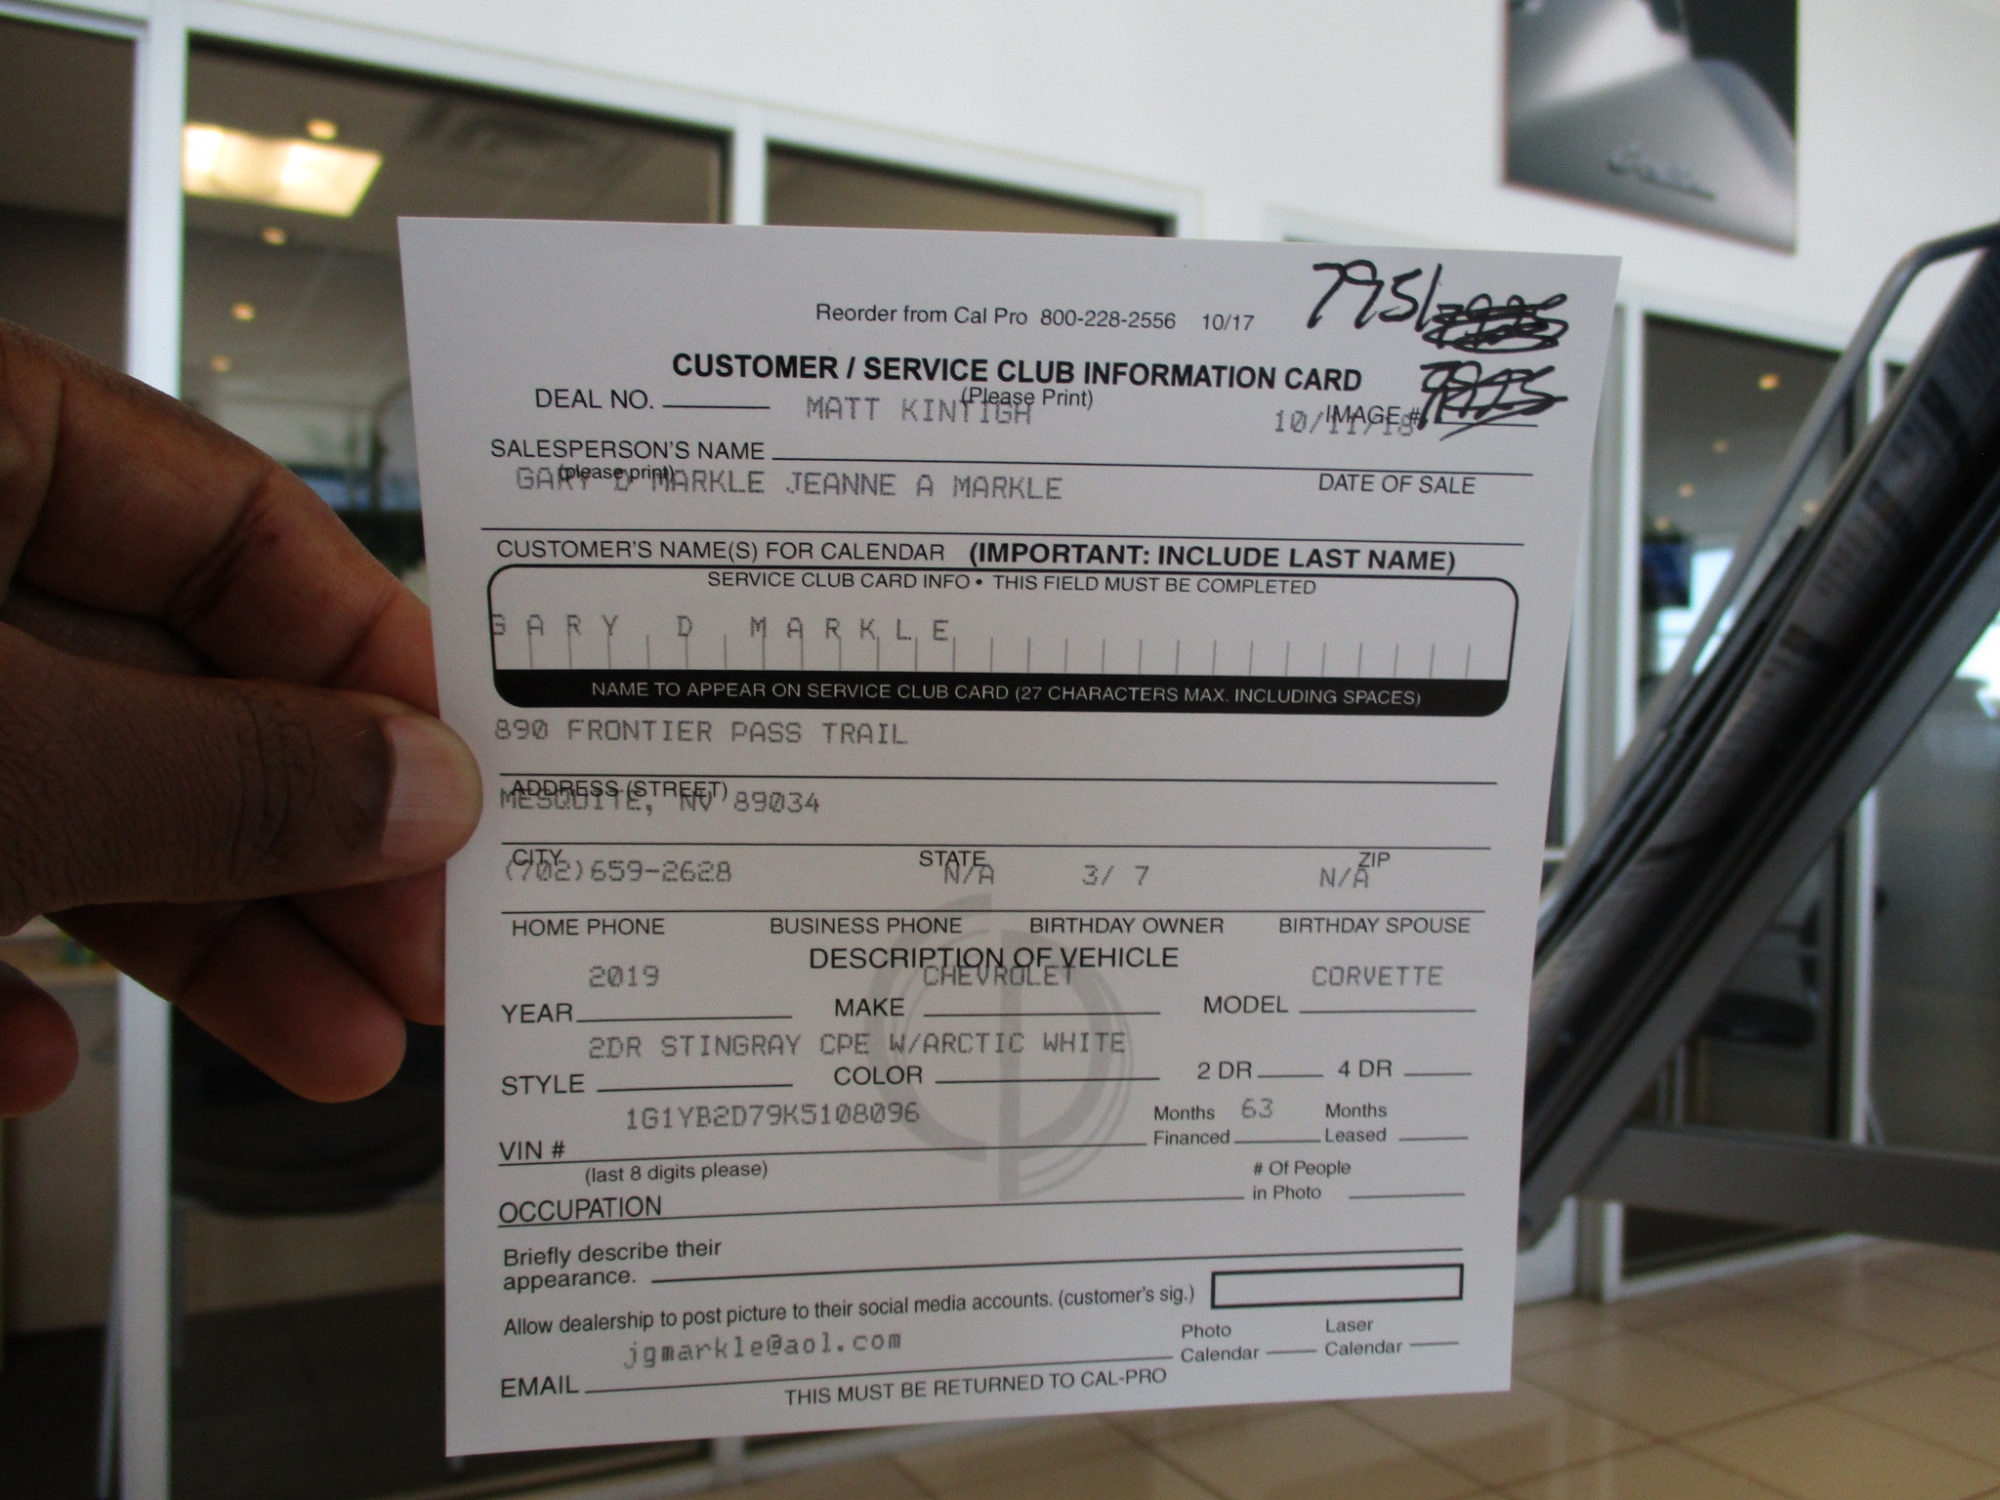 7951
Reorder from Cal Pro 800-228-2556 10/17
CUSTOMER / SERVICE CLUB INFORMATION CARD
(Please Print)
DEAL NO. MATT KINTIGH 10/11/18 IMAGE #
SALESPERSON'S NAME
(please print)
GARY D MARKLE JEANNE A MARKLE DATE OF SALE
CUSTOMER'S NAME(S) FOR CALENDAR (IMPORTANT: INCLUDE LAST NAME)
SERVICE CLUB CARD INFO • THIS FIELD MUST BE COMPLETED
GARY D MARKLE
NAME TO APPEAR ON SERVICE CLUB CARD (27 CHARACTERS MAX. INCLUDING SPACES)
890 FRONTIER PASS TRAIL
ADDRESS (STREET)
MESQUITE, NV 89034
CITY STATE ZIP
(702)659-2628 N/A 3/ 7 N/A
HOME PHONE BUSINESS PHONE BIRTHDAY OWNER BIRTHDAY SPOUSE
DESCRIPTION OF VEHICLE
2019 CHEVROLET CORVETTE
YEAR MAKE MODEL
2DR STINGRAY CPE W/ARCTIC WHITE
STYLE COLOR 2 DR 4 DR
1G1YB2D79K5108096 Months Financed 63 Months Leased
VIN #
(last 8 digits please) # Of People in Photo
OCCUPATION
Briefly describe their
appearance.
Allow dealership to post picture to their social media accounts. (customer's sig.)
jgmarkle@aol.com Photo Calendar Laser Calendar
EMAIL
THIS MUST BE RETURNED TO CAL-PRO